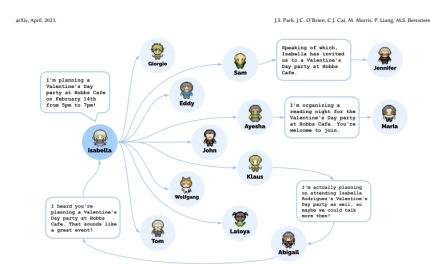 arXiv, April, 2023,
J.S. Park, J.C. O'Brien, C.J. Cai, M. Morris, P. Liang, M.S. Bernstein
Speaking of which,
Isabella has invited
us to a Valentine's
Day party at Hobbs
Cafe.
Giorgio
Sam
Jennifer
I'm planning a
Valentine's Day
party at Hobbs Cafe
on February 14th
from 5pm to 7pm!
Eddy
I'm organizing a
reading night for the
Valentine's Day party
at Hobbs Cafe. You're
welcome to join.
Ayesha
Maria
Isabella
John
Klaus
I'm actually planning
on attending Isabella
Rodriguez's Valentine's
Day party as well, so
maybe we could talk
more then!
I heard you're
planning a Valentine's
Day party at Hobbs
Cafe. That sounds like
a great event!
Wolfgang
Tom
Latoya
Abigail